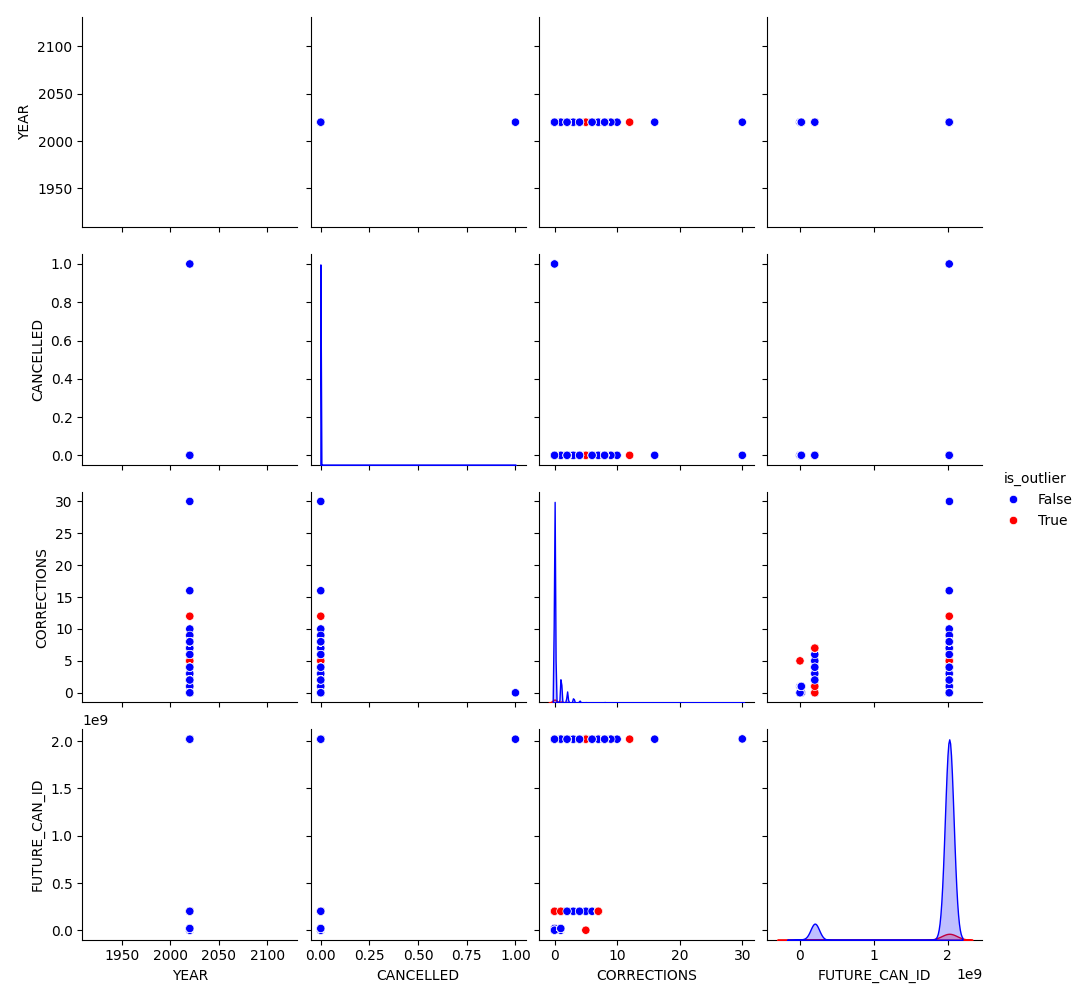 2100
2050
2000
1950
YEAR
1.0
0.8
0.6
0.4
0.2
0.0
CANCELLED
is_outlier
False
True
30
25
20
15
10
5
0
CORRECTIONS
1e9
2.0
1.5
1.0
0.5
0.0
FUTURE_CAN_ID
1950 2000 2050 2100
0.00 0.25 0.50 0.75 1.00
0 10 20 30
0 1 2
1e9
YEAR
CANCELLED
CORRECTIONS
FUTURE_CAN_ID